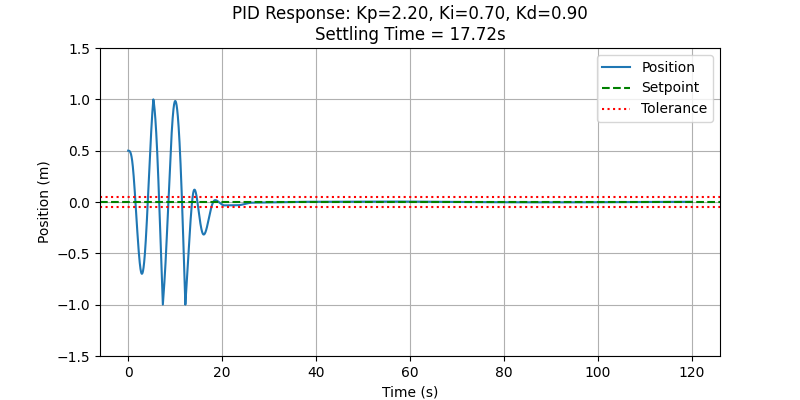 PID Response: Kp=2.20, Ki=0.70, Kd=0.90
Settling Time = 17.72s
Position (m)
1.5
1.0
0.5
0.0
−0.5
−1.0
−1.5
Position
Setpoint
Tolerance
0 20 40 60 80 100 120
Time (s)